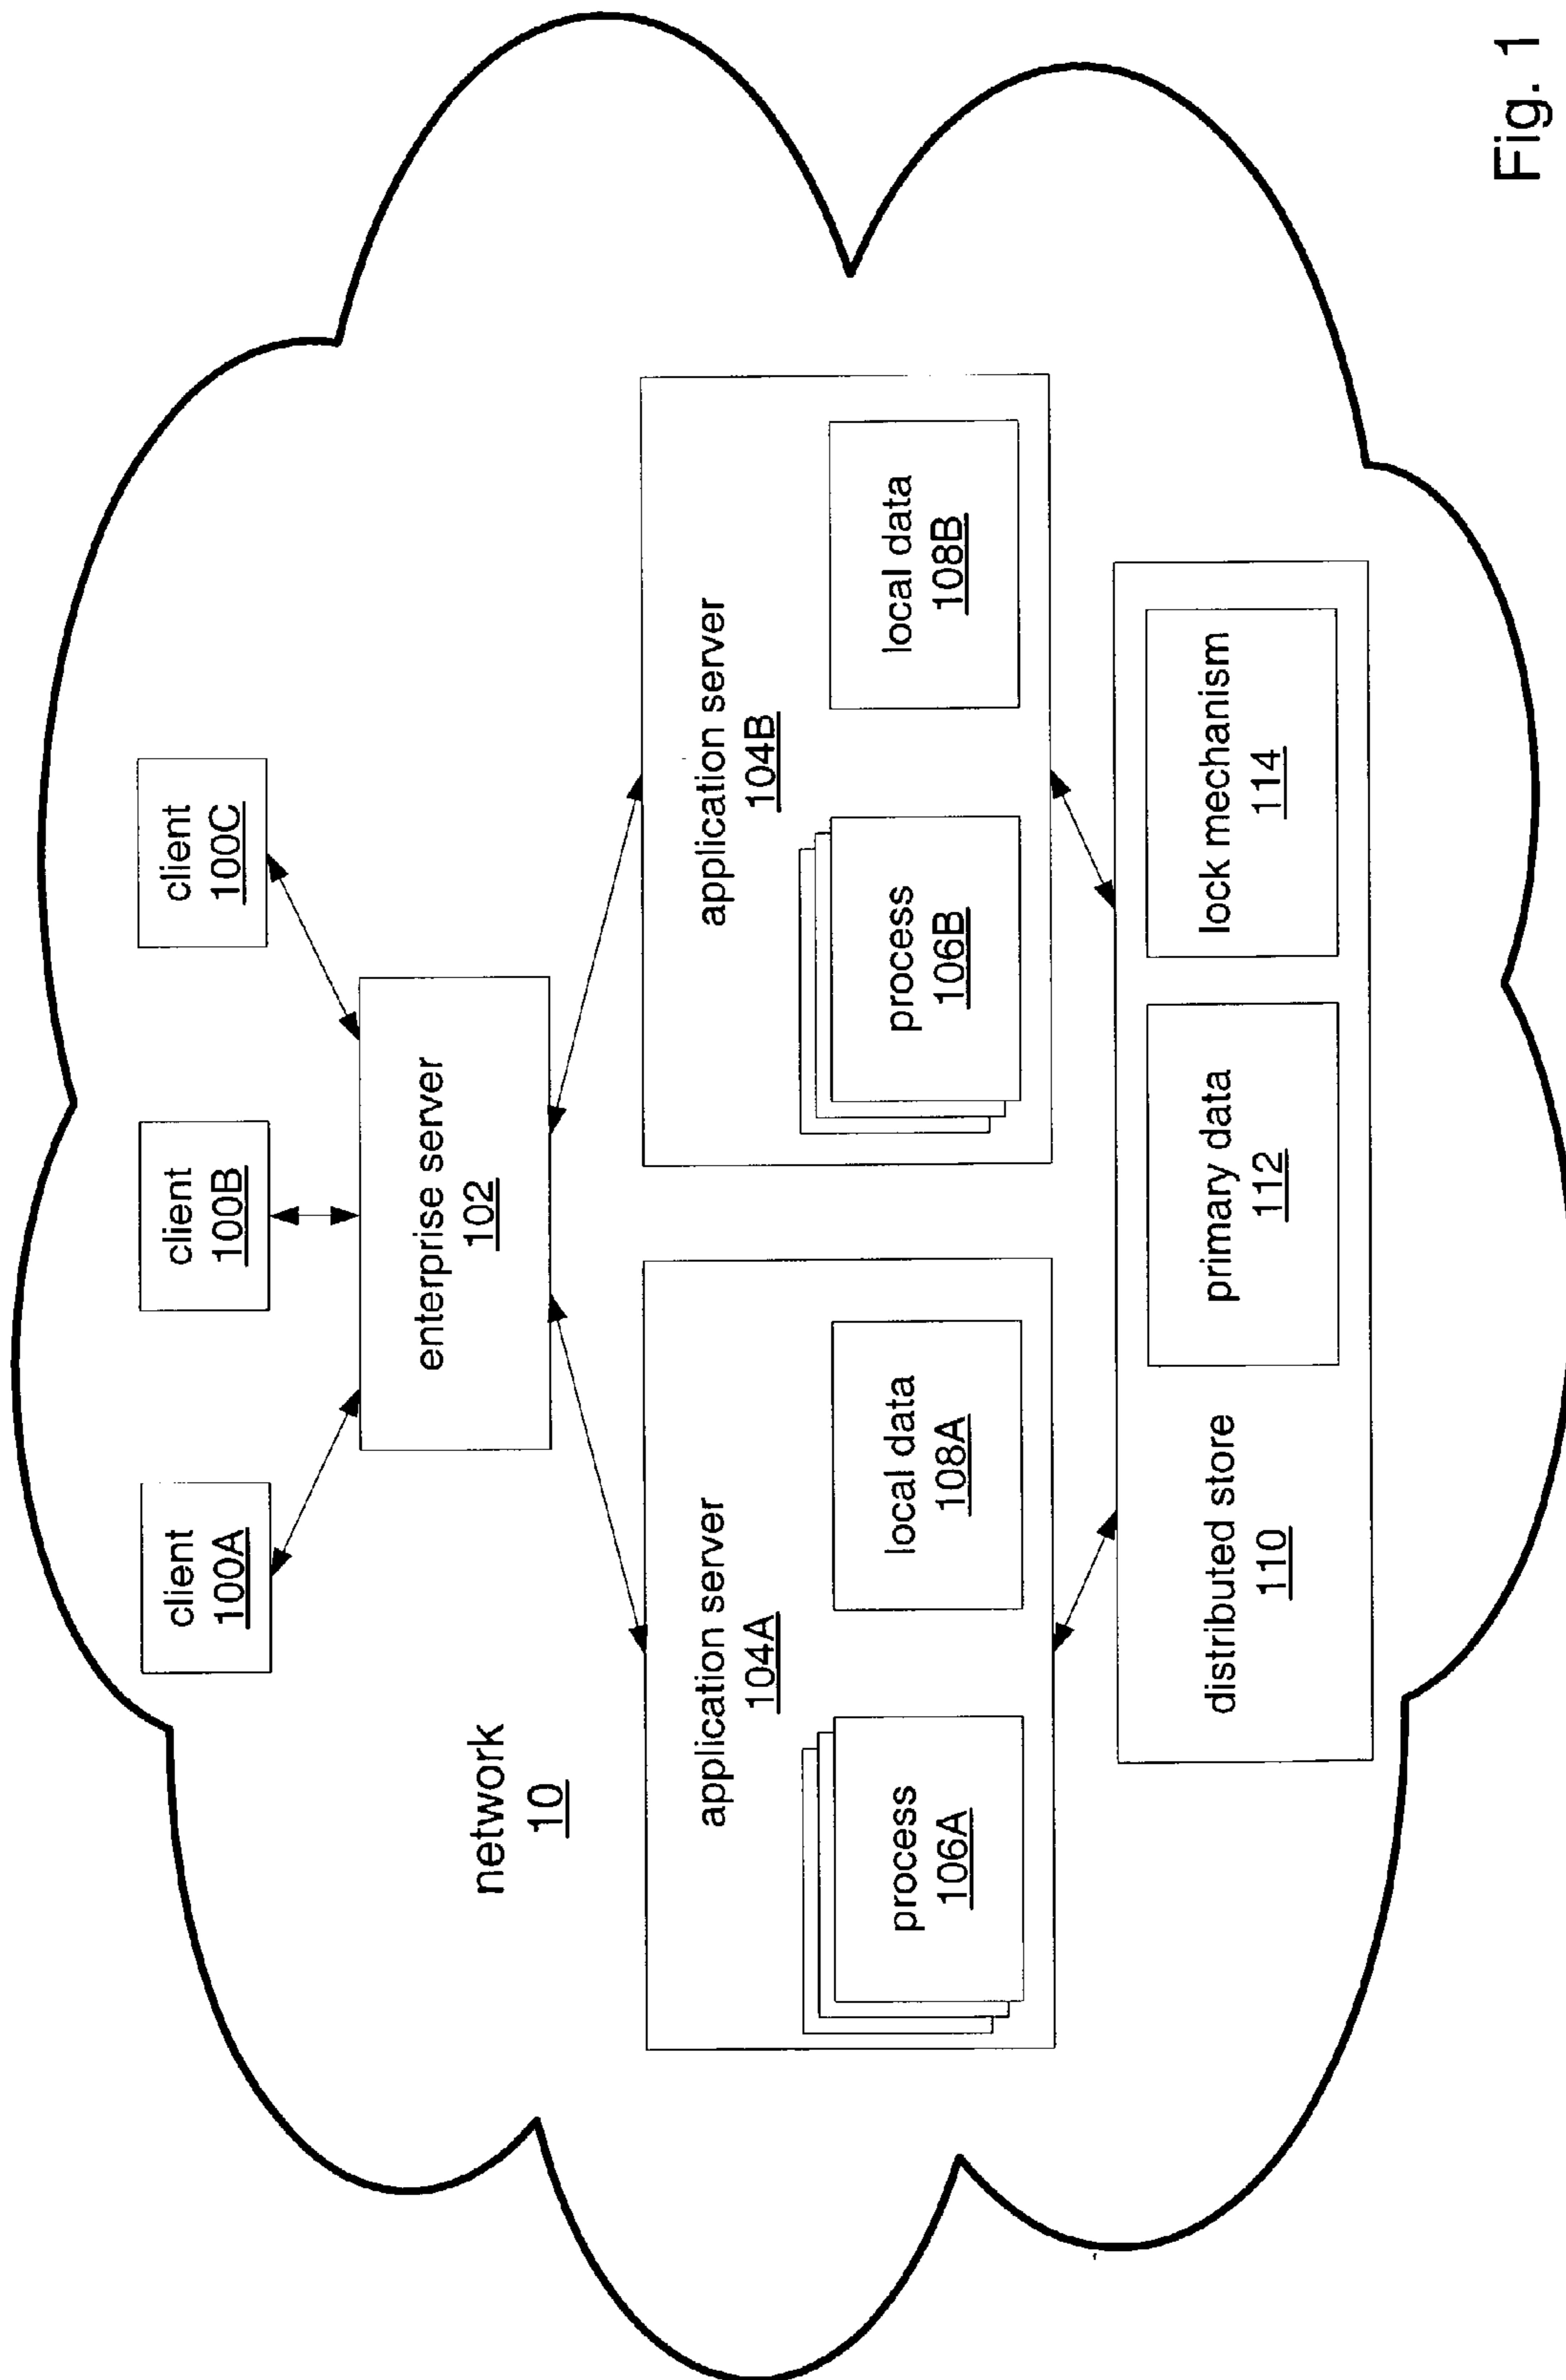 client
100A
client
100B
client
100C
network
10
enterprise server
102
application server
104A
process
106A
local data
108A
application server
104B
process
106B
local data
108B
distributed store
110
primary data
112
lock mechanism
114
Fig. 1